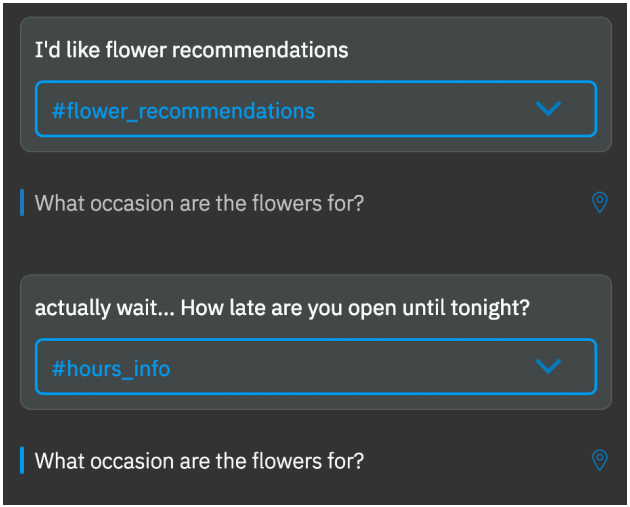 I'd like flower recommendations
#flower_recommendations
What occasion are the flowers for?
actually wait... How late are you open until tonight?
#hours_info
What occasion are the flowers for?